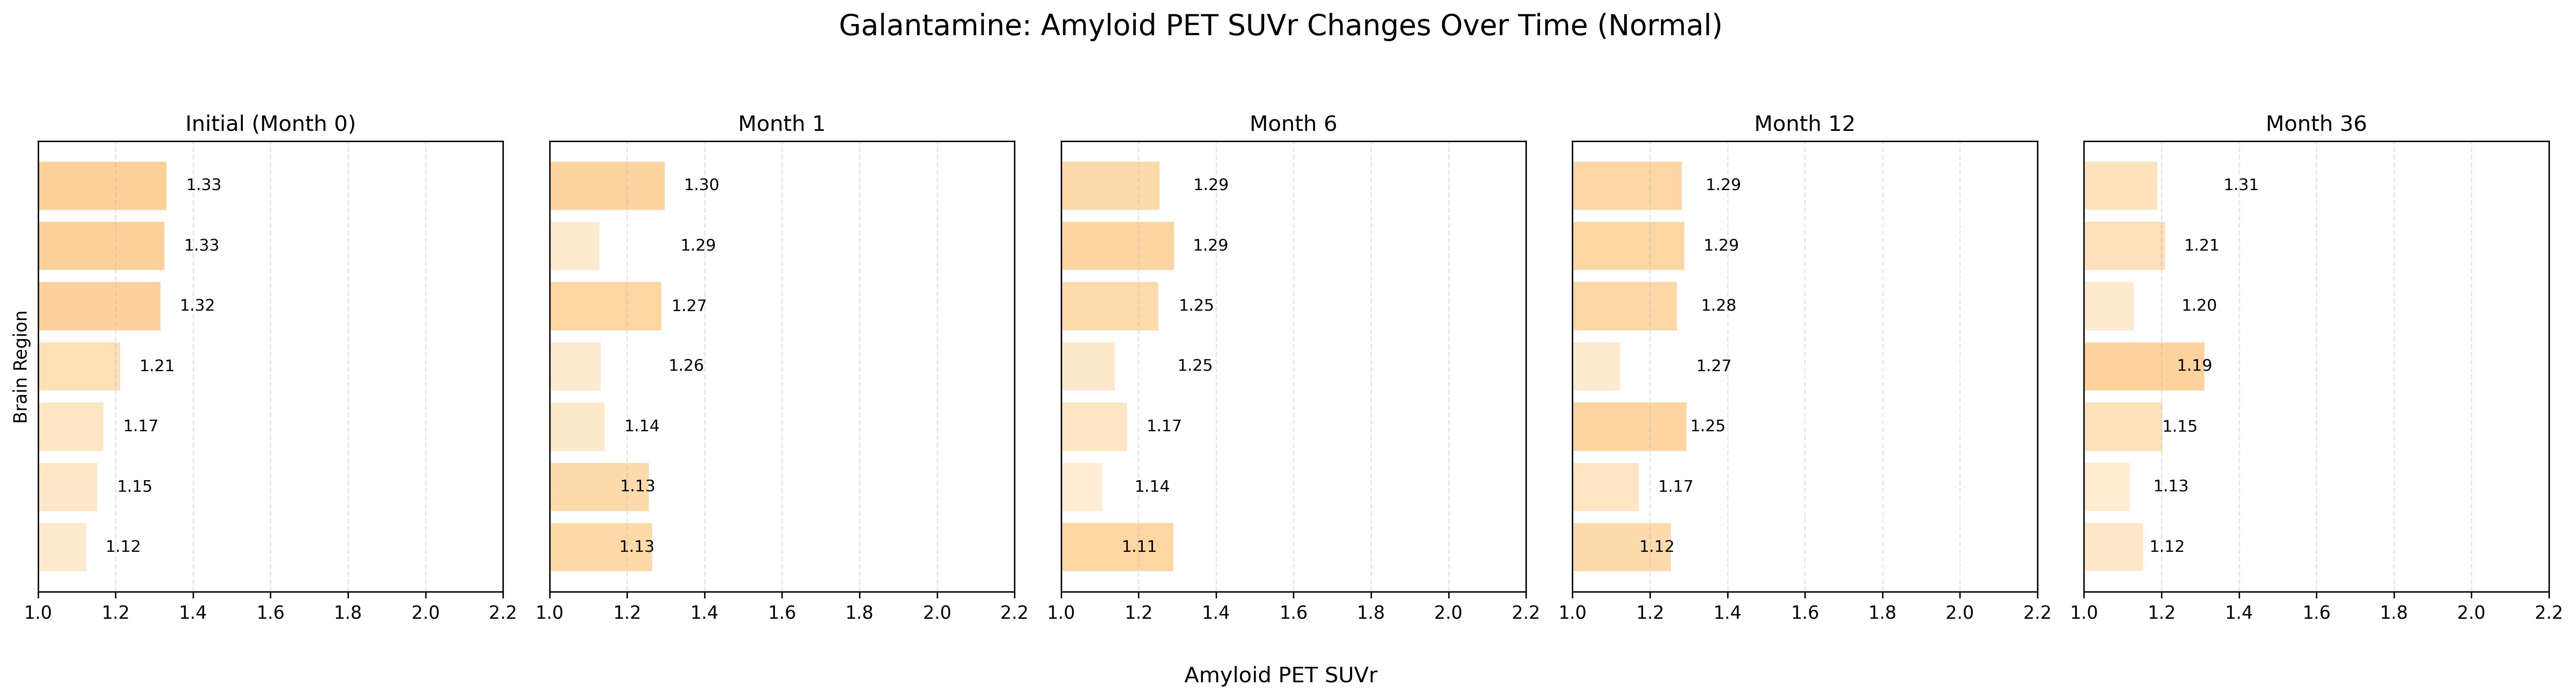 Galantamine: Amyloid PET SUVr Changes Over Time (Normal)
Initial (Month 0)
1.33
1.33
1.32
1.21
1.17
1.15
1.12
1.0 1.2 1.4 1.6 1.8 2.0 2.2
Brain Region
Month 1
1.30
1.29
1.27
1.26
1.14
1.13
1.13
1.0 1.2 1.4 1.6 1.8 2.0 2.2
Month 6
1.29
1.29
1.25
1.25
1.17
1.14
1.11
1.0 1.2 1.4 1.6 1.8 2.0 2.2
Month 12
1.29
1.29
1.28
1.27
1.25
1.17
1.12
1.0 1.2 1.4 1.6 1.8 2.0 2.2
Month 36
1.31
1.21
1.20
1.19
1.15
1.13
1.12
1.0 1.2 1.4 1.6 1.8 2.0 2.2
Amyloid PET SUVr